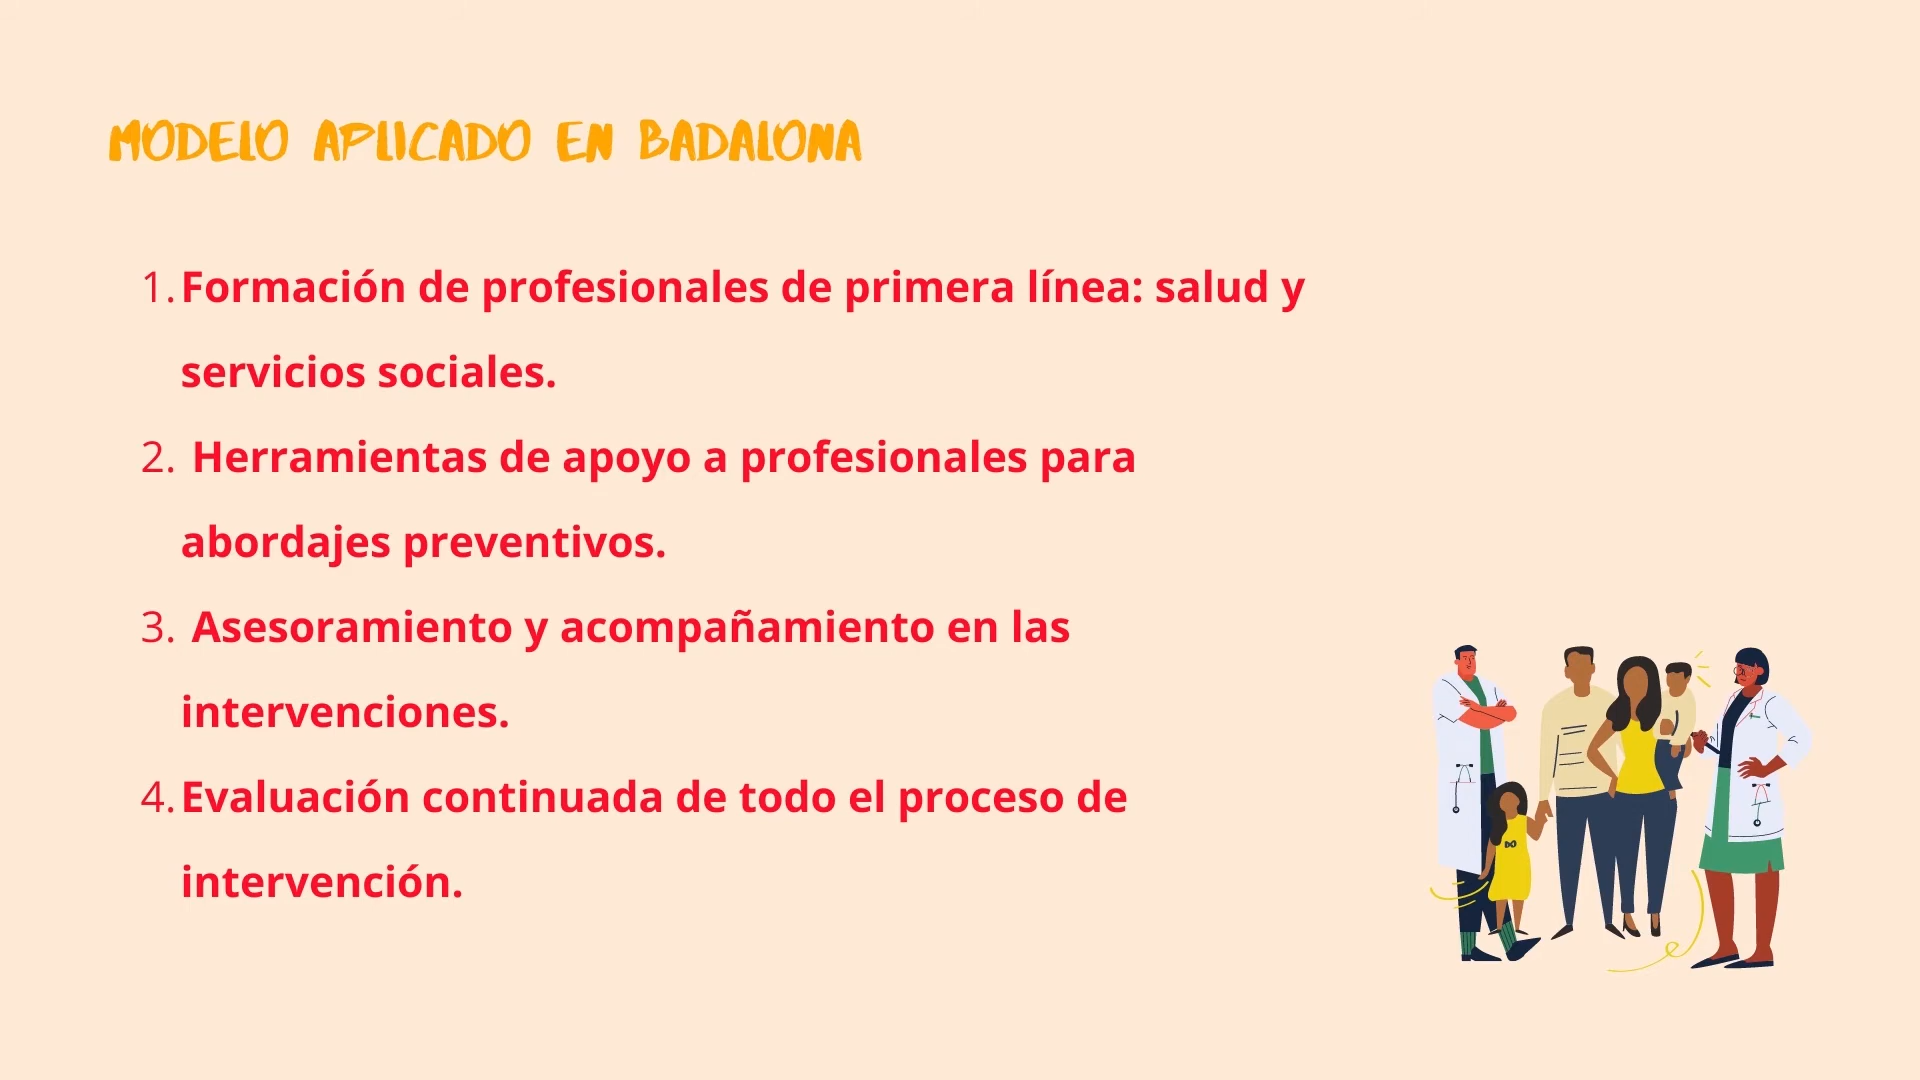 MODELO APLICADO EN BADALONA
1. Formación de profesionales de primera línea: salud y
servicios sociales.
2. Herramientas de apoyo a profesionales para
abordajes preventivos.
3. Asesoramiento y acompañamiento en las
intervenciones.
4. Evaluación continuada de todo el proceso de
intervención.